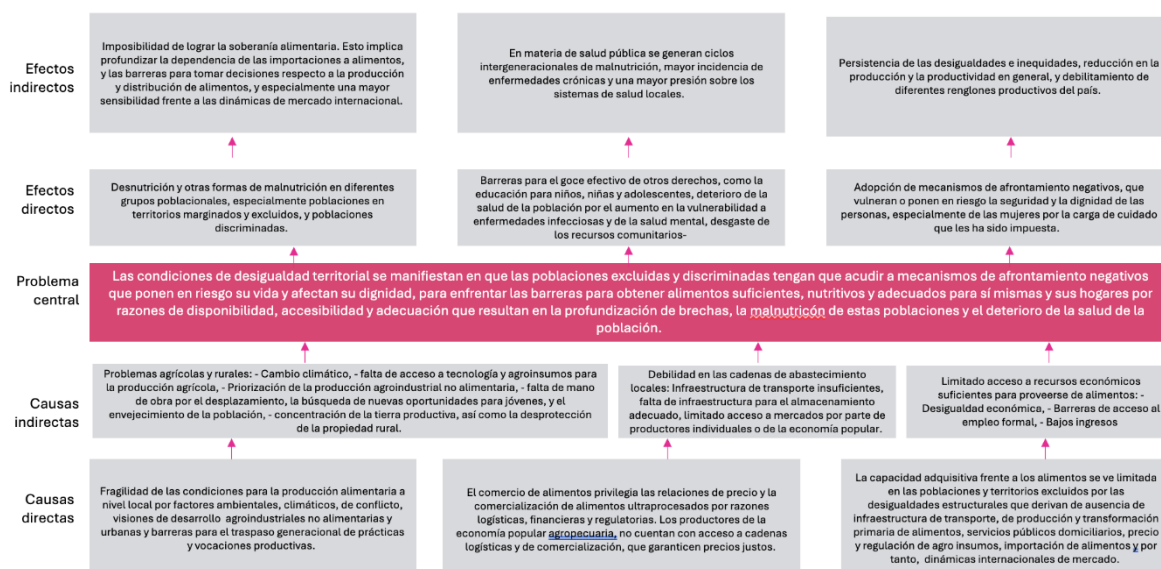 Efectos
indirectos
Imposibilidad de lograr la soberanía alimentaria. Esto implica
profundizar la dependencia de las importaciones a alimentos,
y las barreras para tomar decisiones respecto a la producción
y distribución de alimentos, y especialmente una mayor
sensibilidad frente a las dinámicas de mercado internacional.
En materia de salud pública se generan ciclos
intergeneracionales de malnutrición, mayor incidencia de
enfermedades crónicas y una mayor presión sobre los
sistemas de salud locales.
Persistencia de las desigualdades e inequidades, reducción en la
producción y la productividad en general, y debilitamiento de
diferentes renglones productivos del país.
Efectos
directos
Desnutrición y otras formas de malnutrición en diferentes
grupos poblacionales, especialmente poblaciones en
territorios marginados y excluidos, y poblaciones
discriminadas.
Barreras para el goce efectivo de otros derechos, como la
educación para niños, niñas y adolescentes, deterioro de la
salud de la población por el aumento en la vulnerabilidad a
enfermedades infecciosas y de la salud mental, desgaste de
los recursos comunitarios-
Adopción de mecanismos de afrontamiento negativos, que
vulneran o ponen en riesgo la seguridad y la dignidad de las
personas, especialmente de las mujeres por la carga de cuidado
que les ha sido impuesta.
Problema
central
Las condiciones de desigualdad territorial se manifiestan en que las poblaciones excluidas y discriminadas tengan que acudir a mecanismos de afrontamiento negativos
que ponen en riesgo su vida y afectan su dignidad, para enfrentar las barreras para obtener alimentos suficientes, nutritivos y adecuados para sí mismas y sus hogares por
razones de disponibilidad, accesibilidad y adecuación que resultan en la profundización de brechas, la malnutricón de estas poblaciones y el deterioro de la salud de la
población.
Causas
indirectas
Problemas agrícolas y rurales: - Cambio climático, - falta de acceso a tecnología y agroinsumos para
la producción agrícola, - Priorización de la producción agroindustrial no alimentaria, - falta de mano
de obra por el desplazamiento, la búsqueda de nuevas oportunidades para jóvenes, y el
envejecimiento de la población, - concentración de la tierra productiva, así como la desprotección
de la propiedad rural.
Debilidad en las cadenas de abastecimiento
locales: Infraestructura de transporte insuficientes,
falta de infraestructura para el almacenamiento
adecuado, limitado acceso a mercados por parte de
productores individuales o de la economía popular.
Limitado acceso a recursos económicos
suficientes para proveerse de alimentos: -
Desigualdad económica, - Barreras de acceso al
empleo formal, - Bajos ingresos
Causas
directas
Fragilidad de las condiciones para la producción alimentaria a
nivel local por factores ambientales, climáticos, de conflicto,
visiones de desarrollo agroindustriales no alimentarias y
urbanas y barreras para el traspaso generacional de prácticas
y vocaciones productivas.
El comercio de alimentos privilegia las relaciones de precio y la
comercialización de alimentos ultraprocesados por razones
logísticas, financieras y regulatorias. Los productores de la
economía popular agropecuaria, no cuentan con acceso a cadenas
logísticas y de comercialización, que garanticen precios justos.
La capacidad adquisitiva frente a los alimentos se ve limitada
en las poblaciones y territorios excluidos por las
desigualdades estructurales que derivan de ausencia de
infraestructura de transporte, de producción y transformación
primaria de alimentos, servicios públicos domiciliarios, precio
y regulación de agro insumos, importación de alimentos y por
tanto, dinámicas internacionales de mercado.